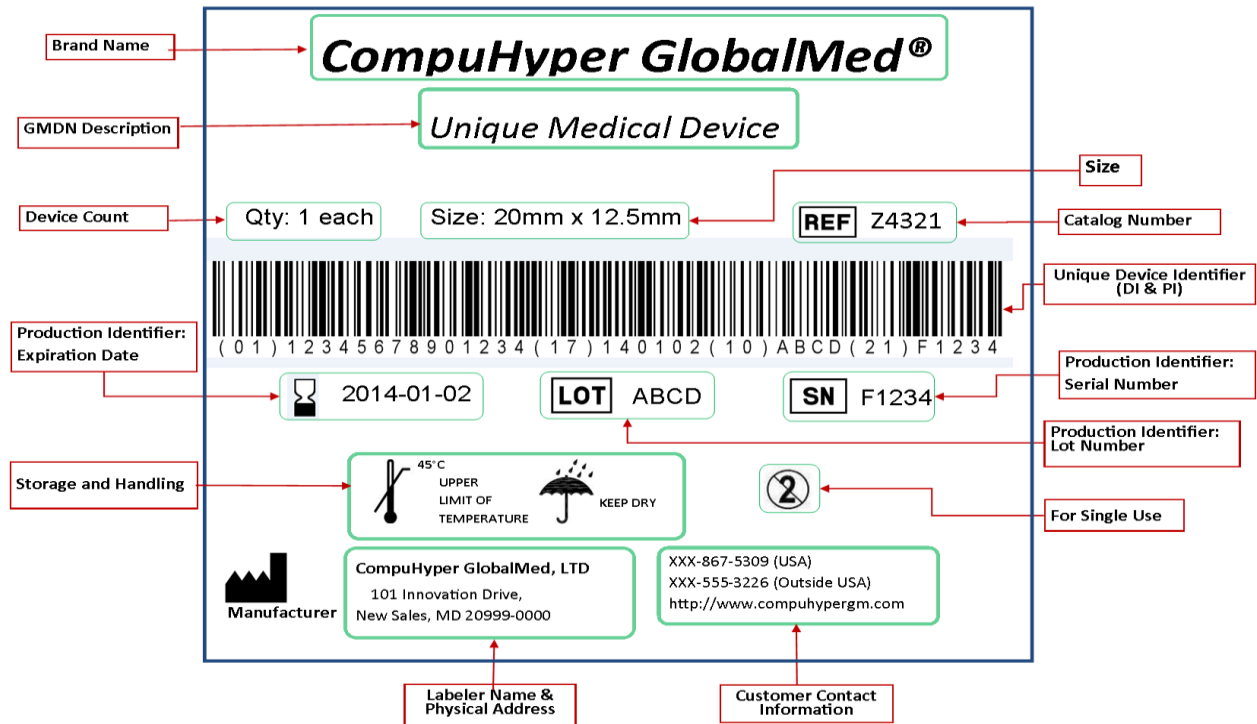 Brand Name
CompuHyper GlobalMed®
GMDN Description
Unique Medical Device
Size
Device Count
Qty: 1 each
Size: 20mm x 12.5mm
REF Z4321
Catalog Number
Unique Device Identifier
(DI & PI)
(01)12345678901234(17)140102(10)ABCD(21)F1234
Production Identifier:
Expiration Date
2014-01-02
LOT ABCD
SN F1234
Production Identifier:
Serial Number
Production Identifier:
Lot Number
Storage and Handling
45°C
UPPER
LIMIT OF
TEMPERATURE
KEEP DRY
2
For Single Use
Manufacturer
CompuHyper GlobalMed, LTD
101 Innovation Drive,
New Sales, MD 20999-0000
XXX-867-5309 (USA)
XXX-555-3226 (Outside USA)
http://www.compuhypergm.com
Labeler Name &
Physical Address
Customer Contact
Information